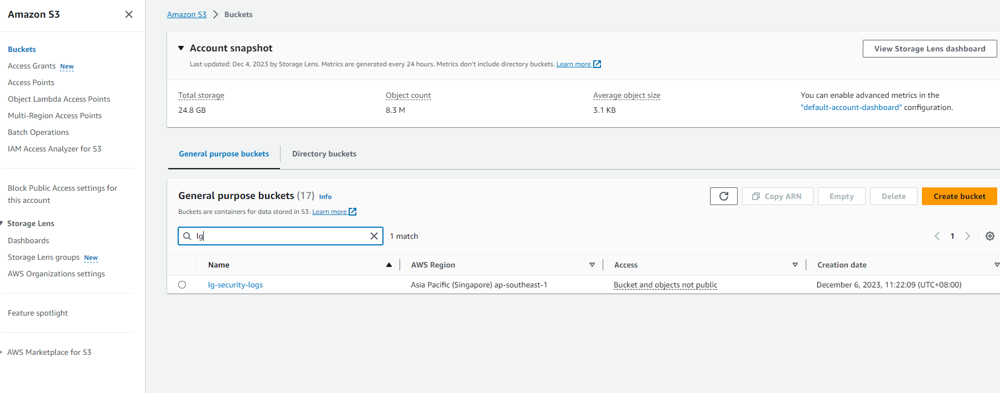 Amazon S3
Buckets
Access Grants New
Access Points
Object Lambda Access Points
Multi-Region Access Points
Batch Operations
IAM Access Analyzer for S3
Block Public Access settings for
this account
Storage Lens
Dashboards
Storage Lens groups New
AWS Organizations settings
Feature spotlight
AWS Marketplace for S3
Amazon S3 Buckets
Account snapshot
View Storage Lens dashboard
Last updated: Dec 4, 2023 by Storage Lens. Metrics are generated every 24 hours. Metrics don't include directory buckets. Learn more
Total storage
24.8 GB
Object count
8.3 M
Average object size
3.1 KB
You can enable advanced metrics in the
"default-account-dashboard" configuration.
General purpose buckets Directory buckets
General purpose buckets (17) Info
Buckets are containers for data stored in S3. Learn more
Copy ARN Empty Delete Create bucket
lg 1 match 1
Name AWS Region Access Creation date
lg-security-logs Asia Pacific (Singapore) ap-southeast-1 Bucket and objects not public December 6, 2023, 11:22:09 (UTC+08:00)